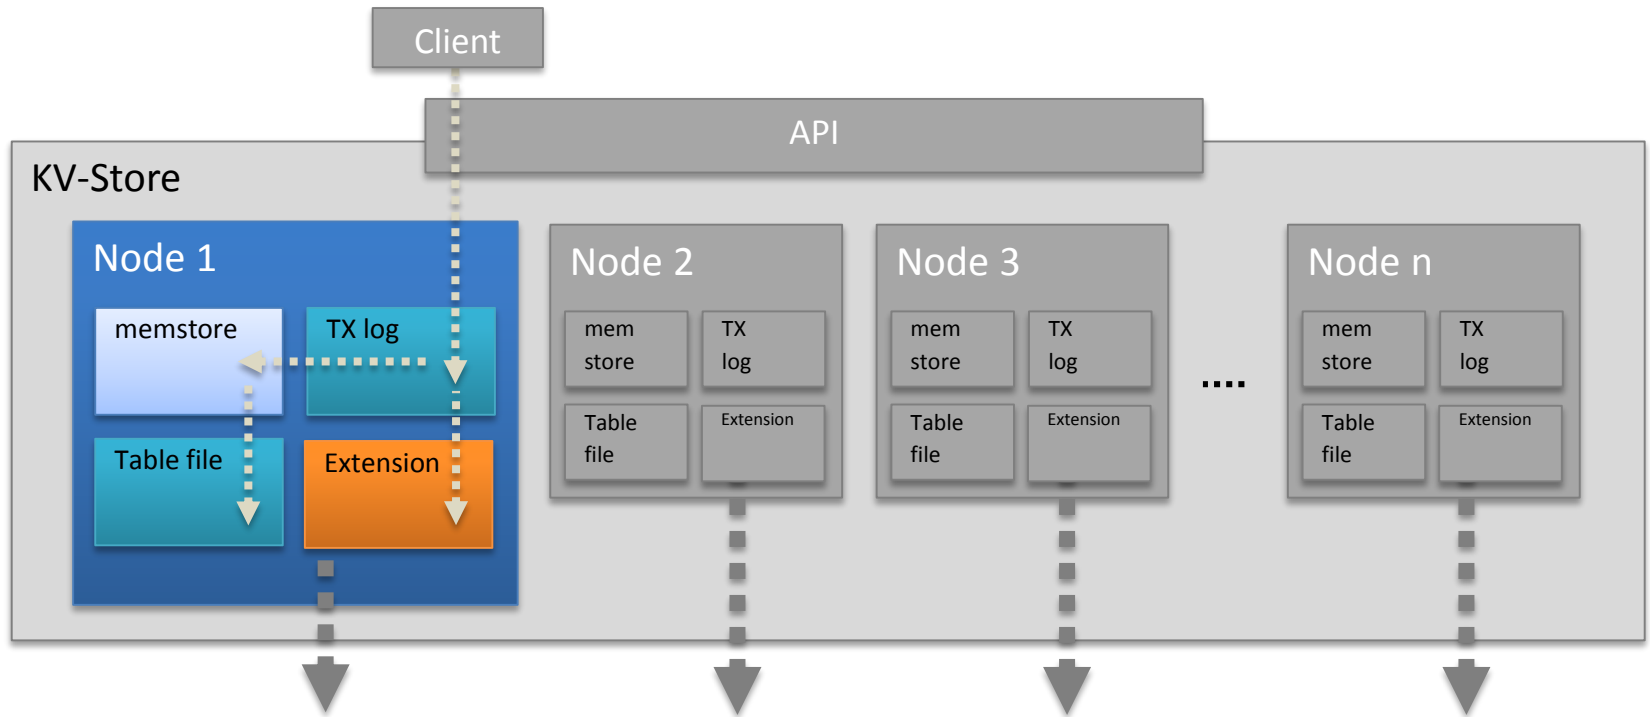 Client
API
KV-Store
Node 1
memstore
TX log
Table file
Extension
Node 2
mem
store
TX
log
Table
file
Extension
Node 3
mem
store
TX
log
Table
file
Extension
....
Node n
mem
store
TX
log
Table
file
Extension